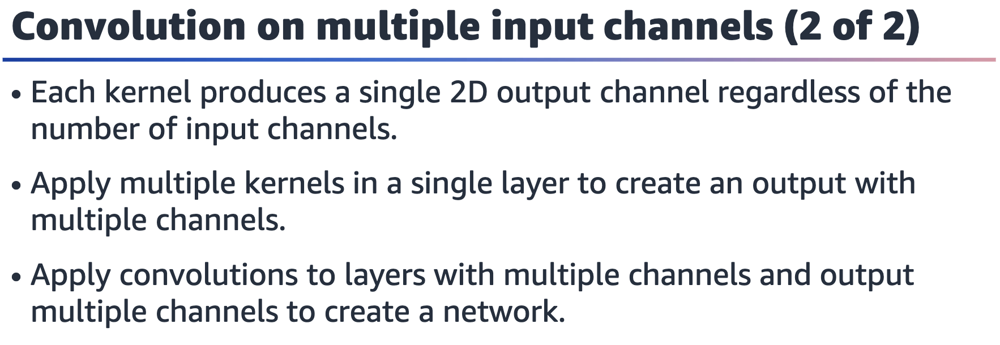 Convolution on multiple input channels (2 of 2)
• Each kernel produces a single 2D output channel regardless of the
number of input channels.
• Apply multiple kernels in a single layer to create an output with
multiple channels.
• Apply convolutions to layers with multiple channels and output
multiple channels to create a network.